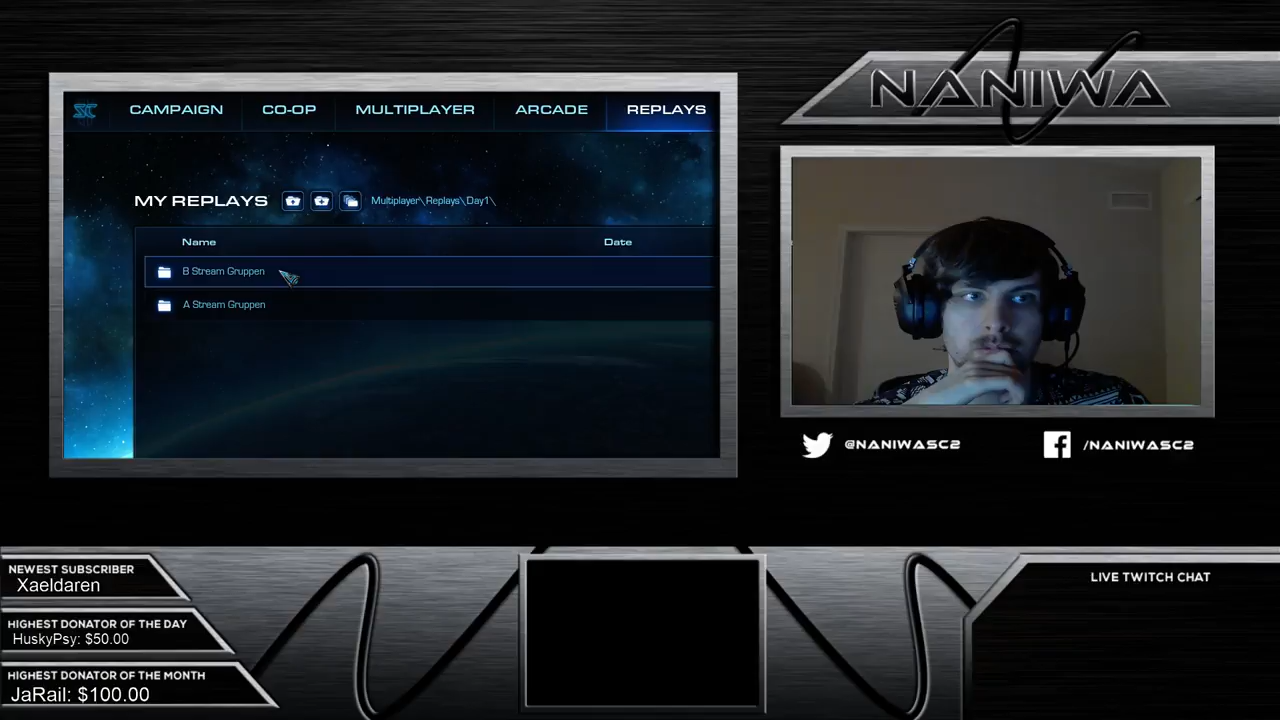 NANIWA
CAMPAIGN CO-OP MULTIPLAYER ARCADE REPLAYS
MY REPLAYS Multiplayer\Replays\Day1\
Name Date
B Stream Gruppen
A Stream Gruppen
@NANIWASC2 /NANIWASC2
NEWEST SUBSCRIBER
Xaeldaren
HIGHEST DONATOR OF THE DAY
HuskyPsy: $50.00
HIGHEST DONATOR OF THE MONTH
JaRail: $100.00
LIVE TWITCH CHAT